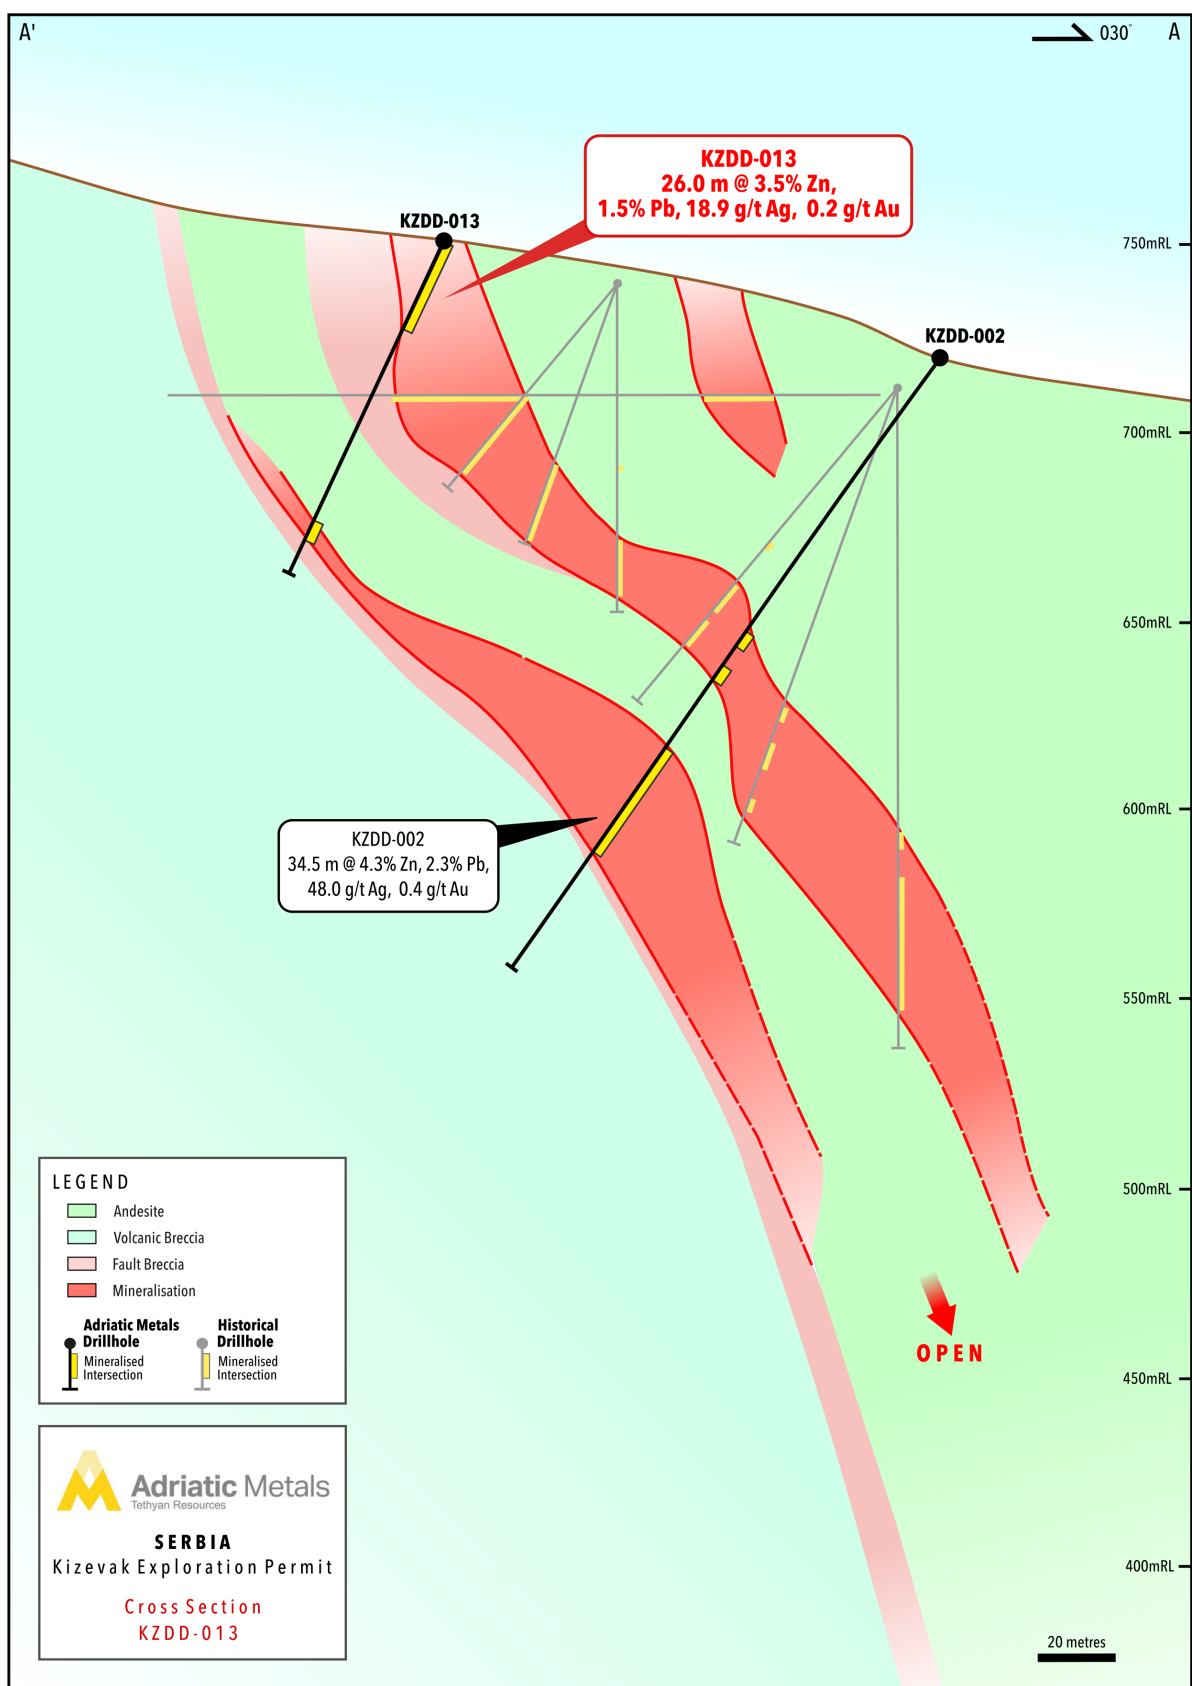 A'
030°
A
KZDD-013
26.0 m @ 3.5% Zn,
1.5% Pb, 18.9 g/t Ag, 0.2 g/t Au
KZDD-013
750mRL
KZDD-002
700mRL
650mRL
600mRL
KZDD-002
34.5 m @ 4.3% Zn, 2.3% Pb,
48.0 g/t Ag, 0.4 g/t Au
550mRL
500mRL
OPEN
450mRL
400mRL
20 metres
LEGEND
Andesite
Volcanic Breccia
Fault Breccia
Mineralisation
Adriatic Metals
Drillhole
Mineralised
Intersection
Historical
Drillhole
Mineralised
Intersection
Adriatic Metals
Tethyan Resources
SERBIA
Kizevak Exploration Permit
Cross Section
KZDD-013